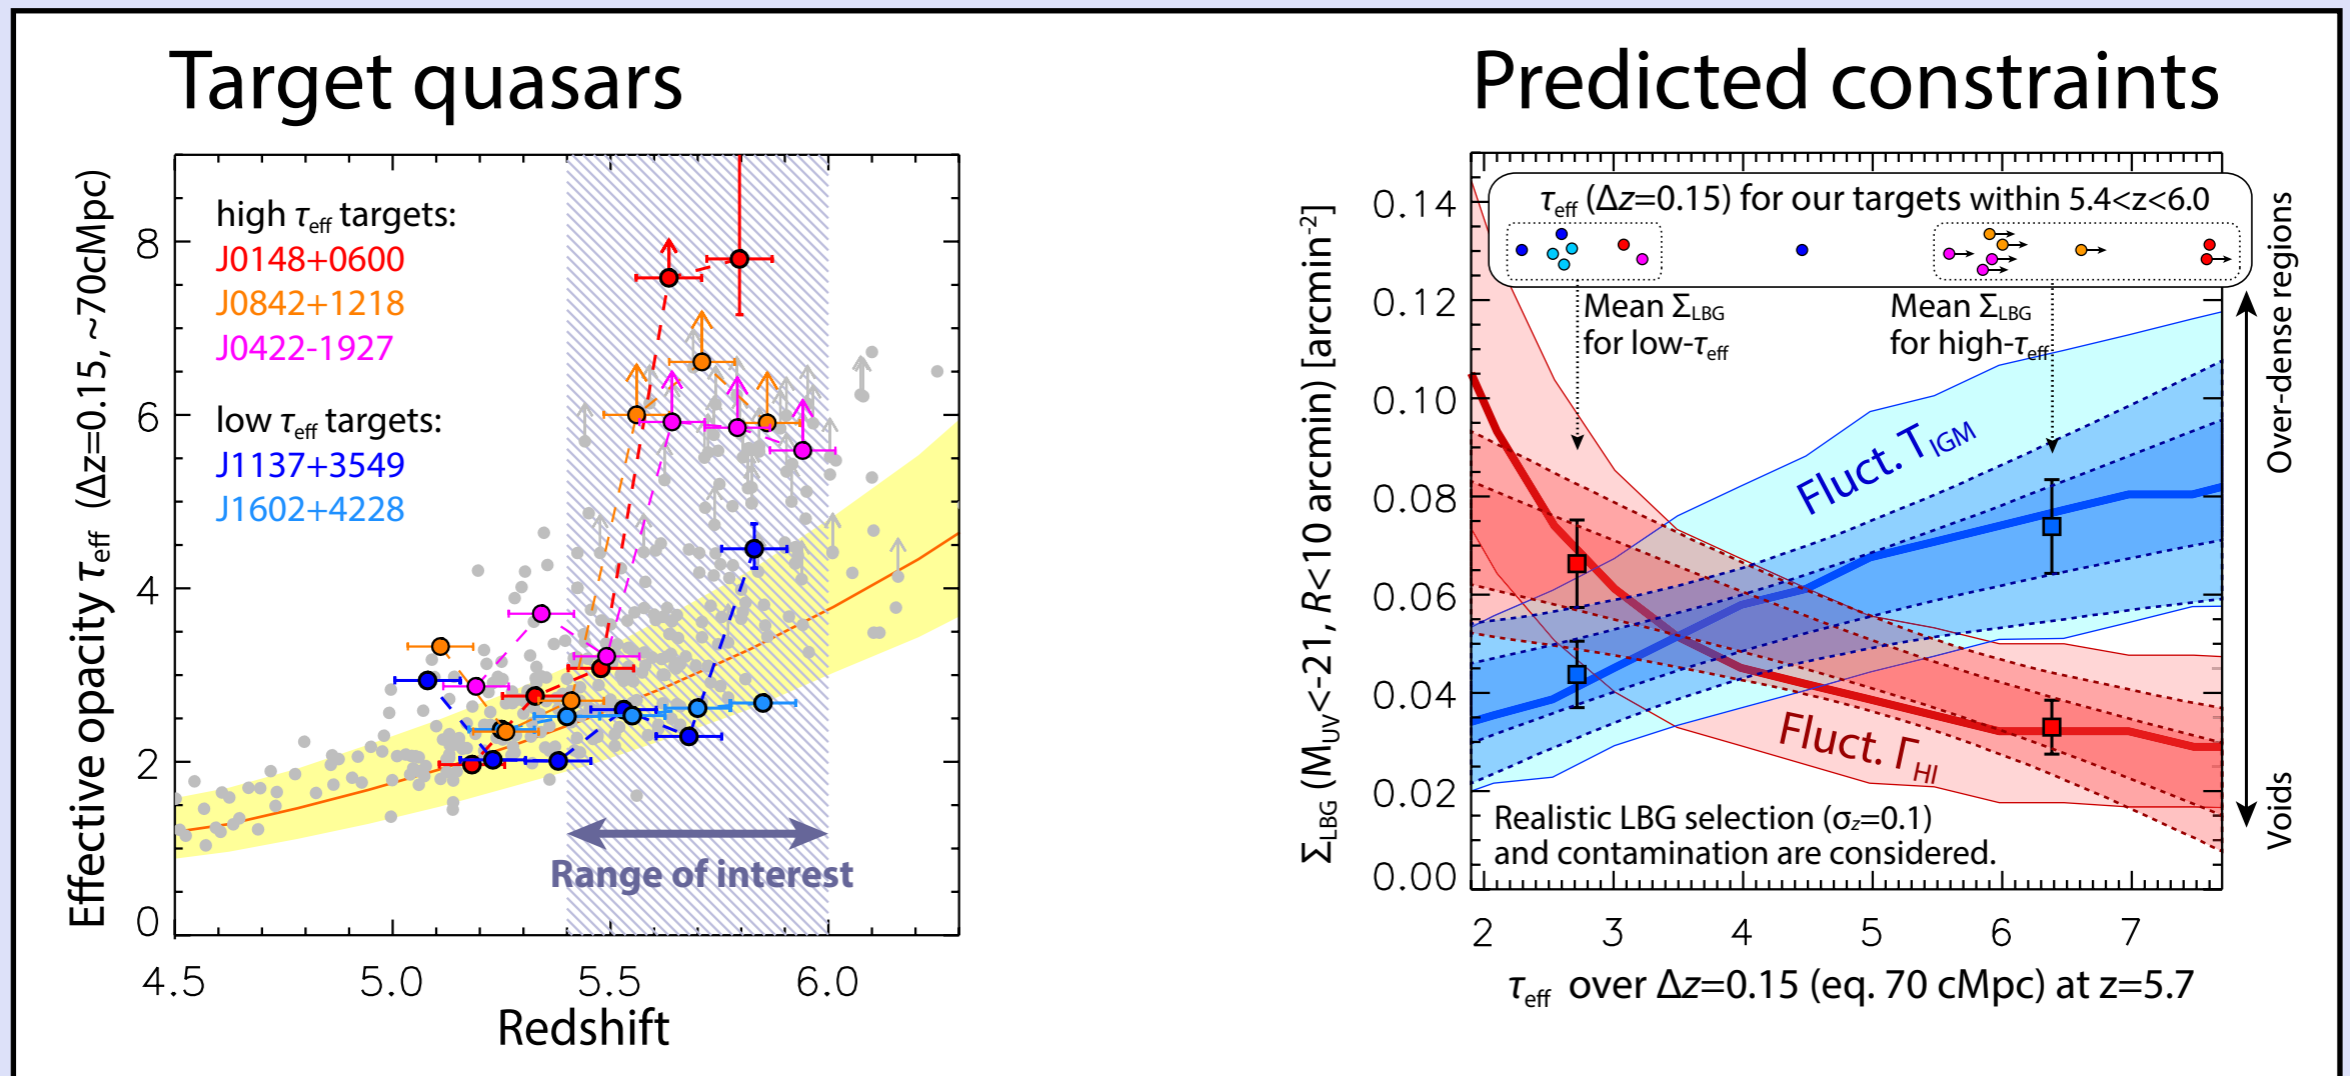 Target quasars
Effective opacity τeff (Δz=0.15, ~70cMpc)
8
6
4
2
0
high τeff targets:
J0148+0600
J0842+1218
J0422-1927
low τeff targets:
J1137+3549
J1602+4228
Range of interest
4.5 5.0 5.5 6.0
Redshift
Predicted constraints
ΣLBG (MUV<-21, R<10 arcmin) [arcmin-2]
0.14
0.12
0.10
0.08
0.06
0.04
0.02
0.00
τeff (Δz=0.15) for our targets within 5.4<z<6.0
Mean ΣLBG
for low-τeff
Mean ΣLBG
for high-τeff
Fluct. TIGM
Fluct. ΓHI
Realistic LBG selection (σz=0.1)
and contamination are considered.
2 3 4 5 6 7
τeff over Δz=0.15 (eq. 70 cMpc) at z=5.7
Over-dense regions
Voids